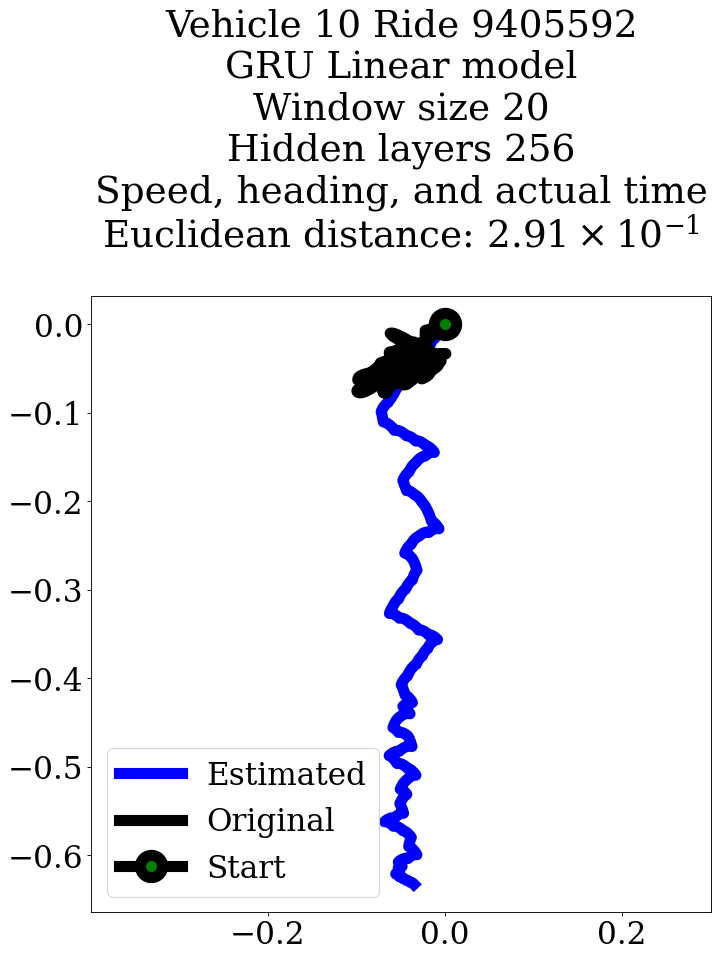 Vehicle 10 Ride 9405592
GRU Linear model
Window size 20
Hidden layers 256
Speed, heading, and actual time
Euclidean distance: 2.91 × 10⁻¹
0.0
−0.1
−0.2
−0.3
−0.4
−0.5
−0.6
Estimated
Original
Start
−0.2
0.0
0.2